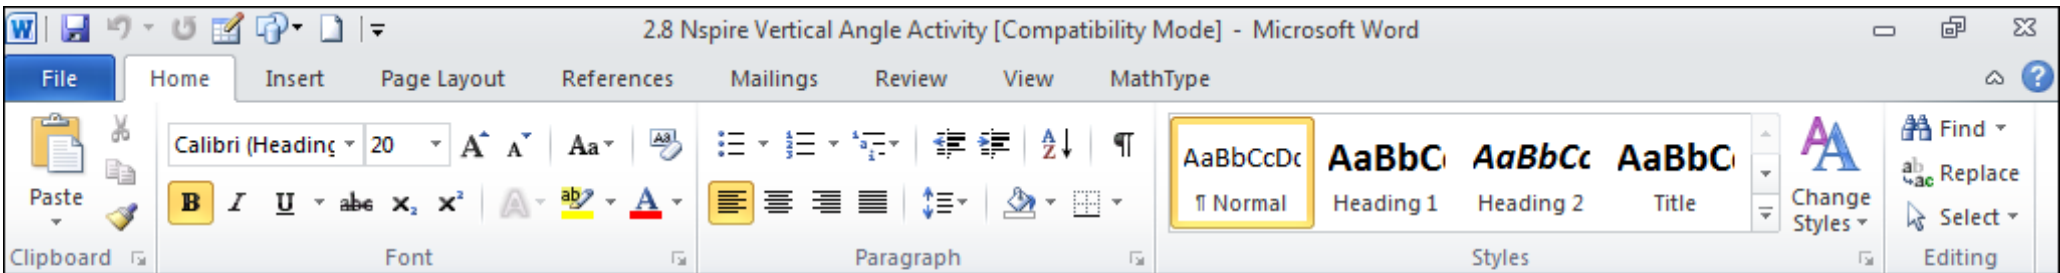 2.8 Nspire Vertical Angle Activity [Compatibility Mode] - Microsoft Word
File Home Insert Page Layout References Mailings Review View MathType
Calibri (Heading 20 A A Aa
AaBbCcDc AaBbC AaBbCc AaBbC
Find
Replace
Paste
B I U abc x₂ x² A ab A
¶ Normal Heading 1 Heading 2 Title
Change
Styles
Select
Clipboard Font Paragraph Styles Editing